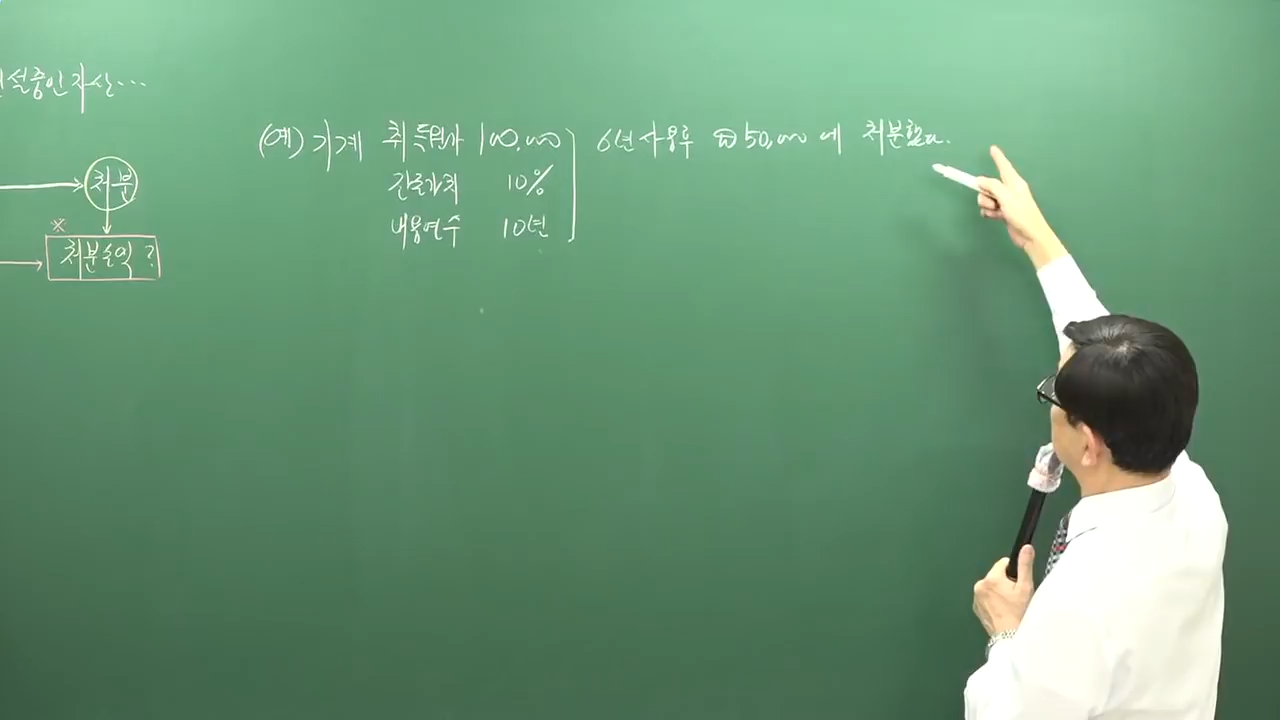 설중인자산...
처분
※
처분손익 ?
(예) 기계 취득원가 100,000 6년 사용후 @50,000에 처분했다.
잔존가치 10%
내용연수 10년